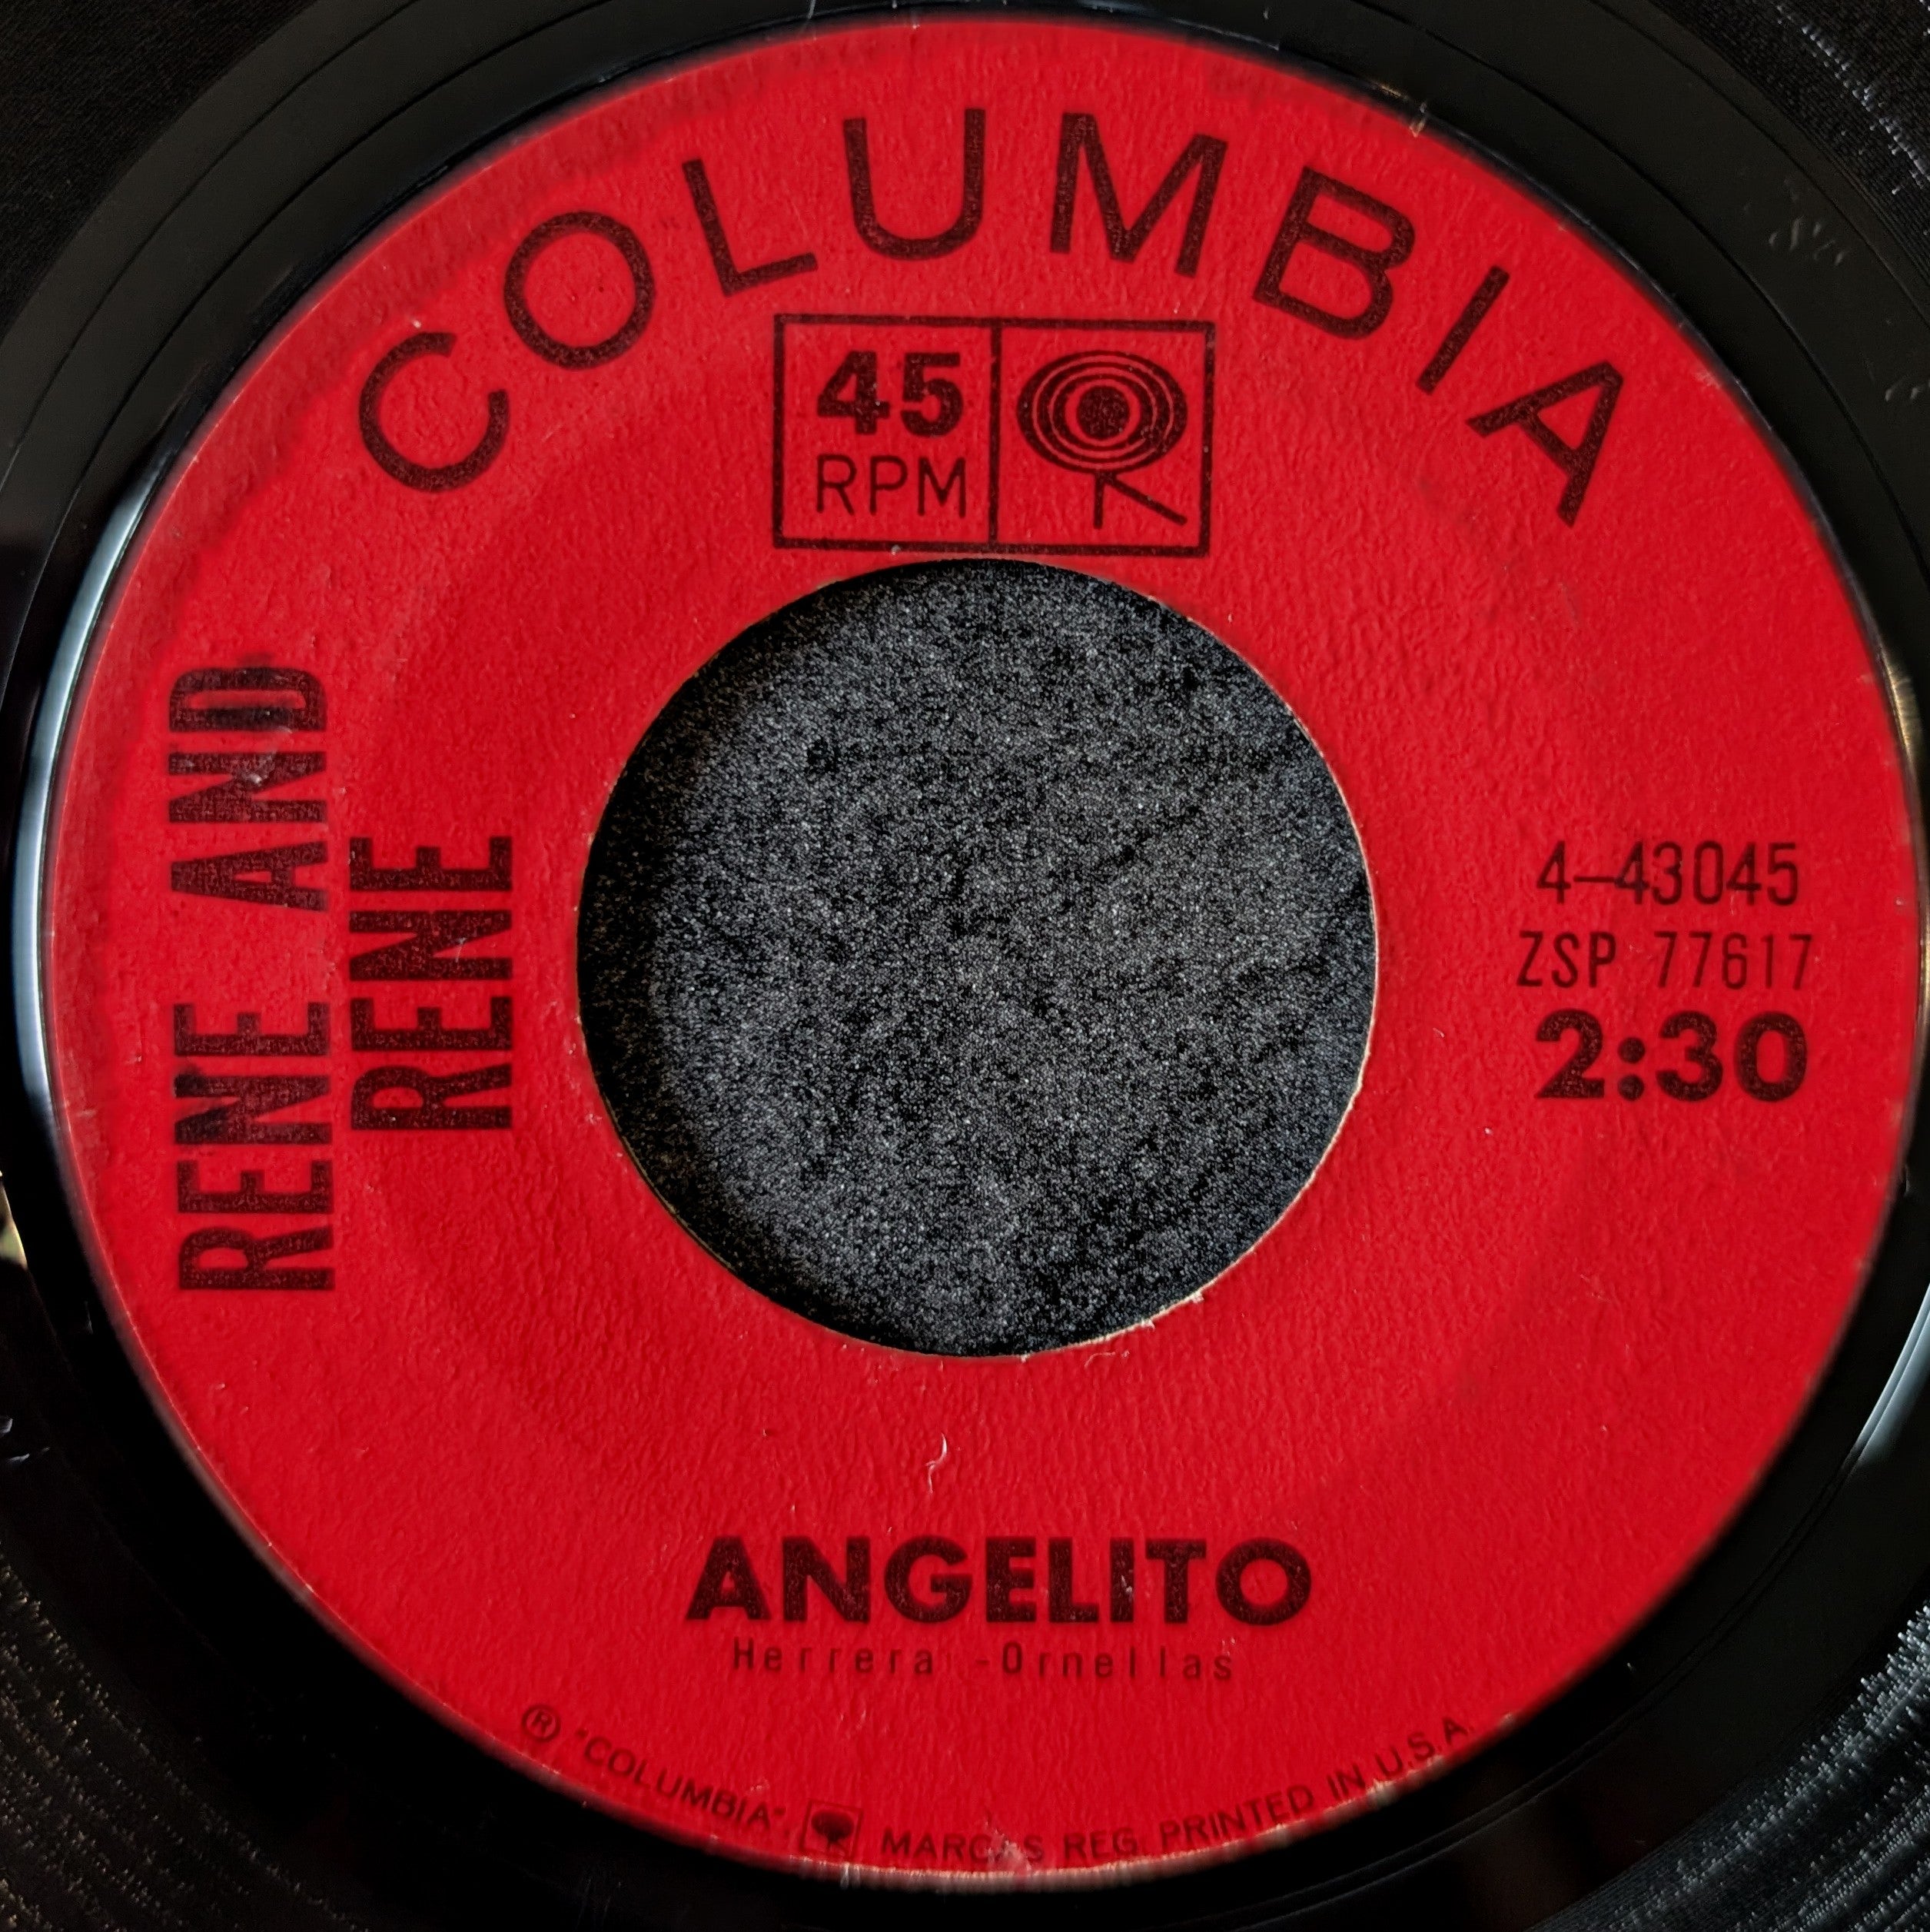 COLUMBIA
45
RPM
RENE AND
RENE
4-43045
ZSP 77617
2:30
ANGELITO
Herrera -Ornellas
® "COLUMBIA", MARCAS REG. PRINTED IN U.S.A.